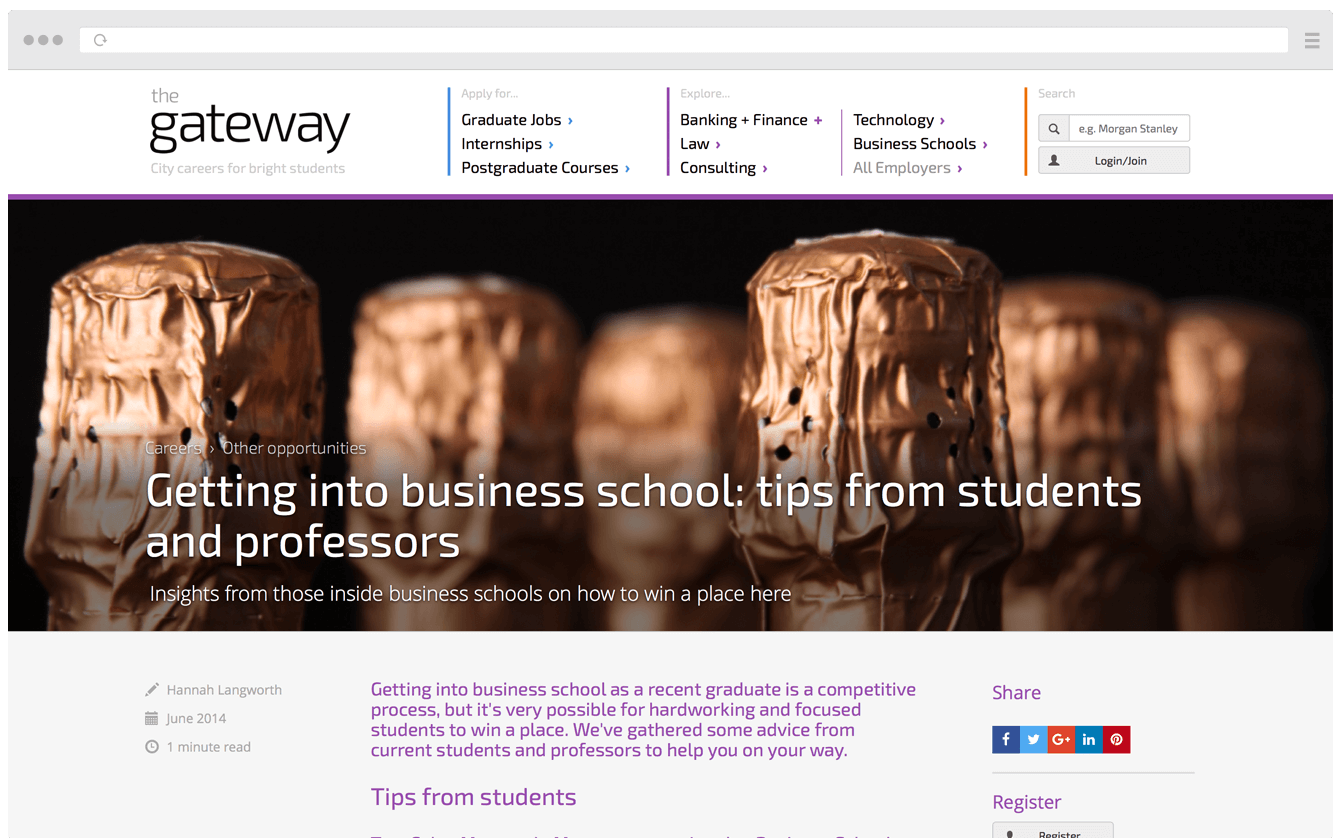 the
gateway
City careers for bright students
Apply for...
Graduate Jobs ›
Internships ›
Postgraduate Courses ›
Explore...
Banking + Finance +
Law ›
Consulting ›
Technology ›
Business Schools ›
All Employers ›
Search
e.g. Morgan Stanley
Login/Join
Careers › Other opportunities
Getting into business school: tips from students
and professors
Insights from those inside business schools on how to win a place here
Hannah Langworth
June 2014
1 minute read
Getting into business school as a recent graduate is a competitive
process, but it's very possible for hardworking and focused
students to win a place. We've gathered some advice from
current students and professors to help you on your way.
Tips from students
Share
f
G+
in
Register
Register